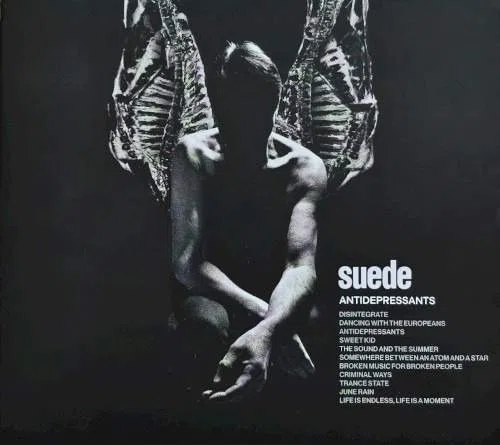 suede
ANTIDEPRESSANTS
DISINTEGRATE
DANCING WITH THE EUROPEANS
ANTIDEPRESSANTS
SWEET KID
THE SOUND AND THE SUMMER
SOMEWHERE BETWEEN AN ATOM AND A STAR
BROKEN MUSIC FOR BROKEN PEOPLE
CRIMINAL WAYS
TRANCE STATE
JUNE RAIN
LIFE IS ENDLESS, LIFE IS A MOMENT